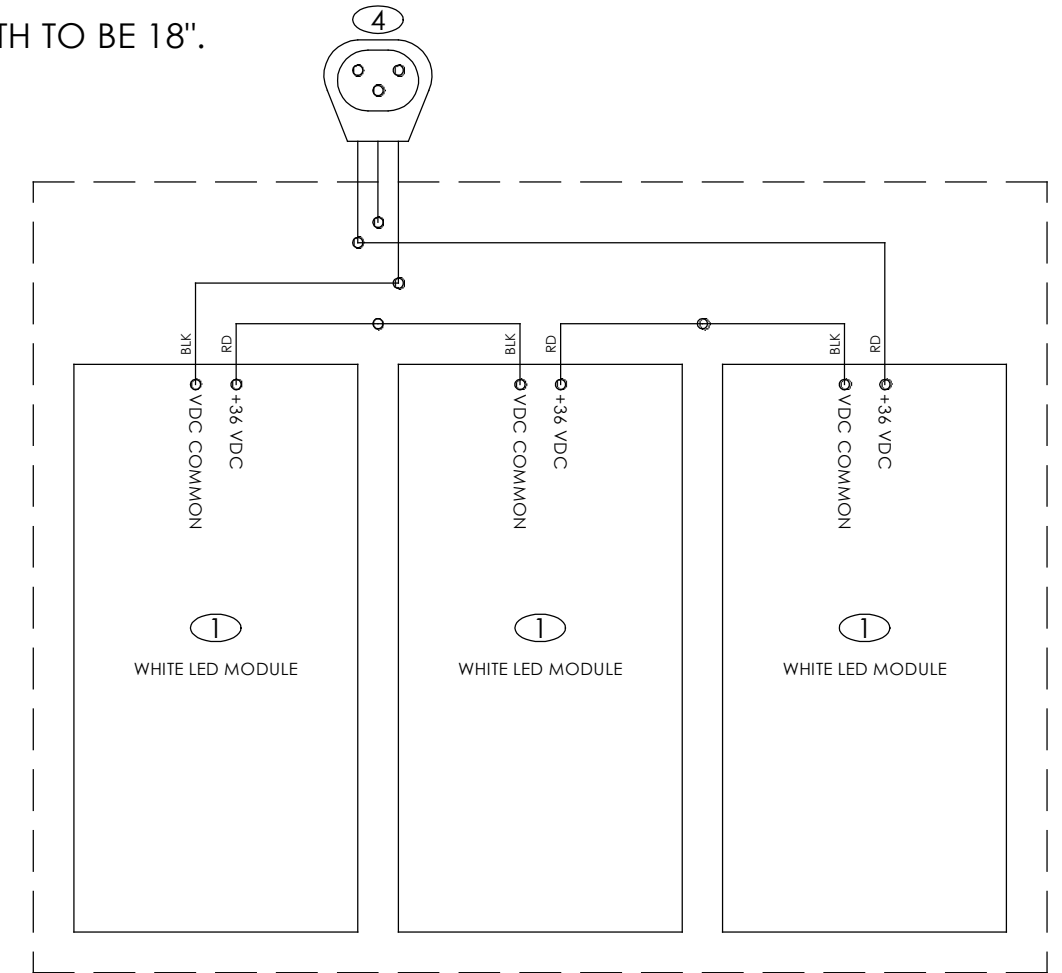 TH TO BE 18".
4
BLK
RD
BLK
RD
BLK
RD
VDC COMMON
+36 VDC
VDC COMMON
+36 VDC
VDC COMMON
+36 VDC
1
1
1
WHITE LED MODULE
WHITE LED MODULE
WHITE LED MODULE